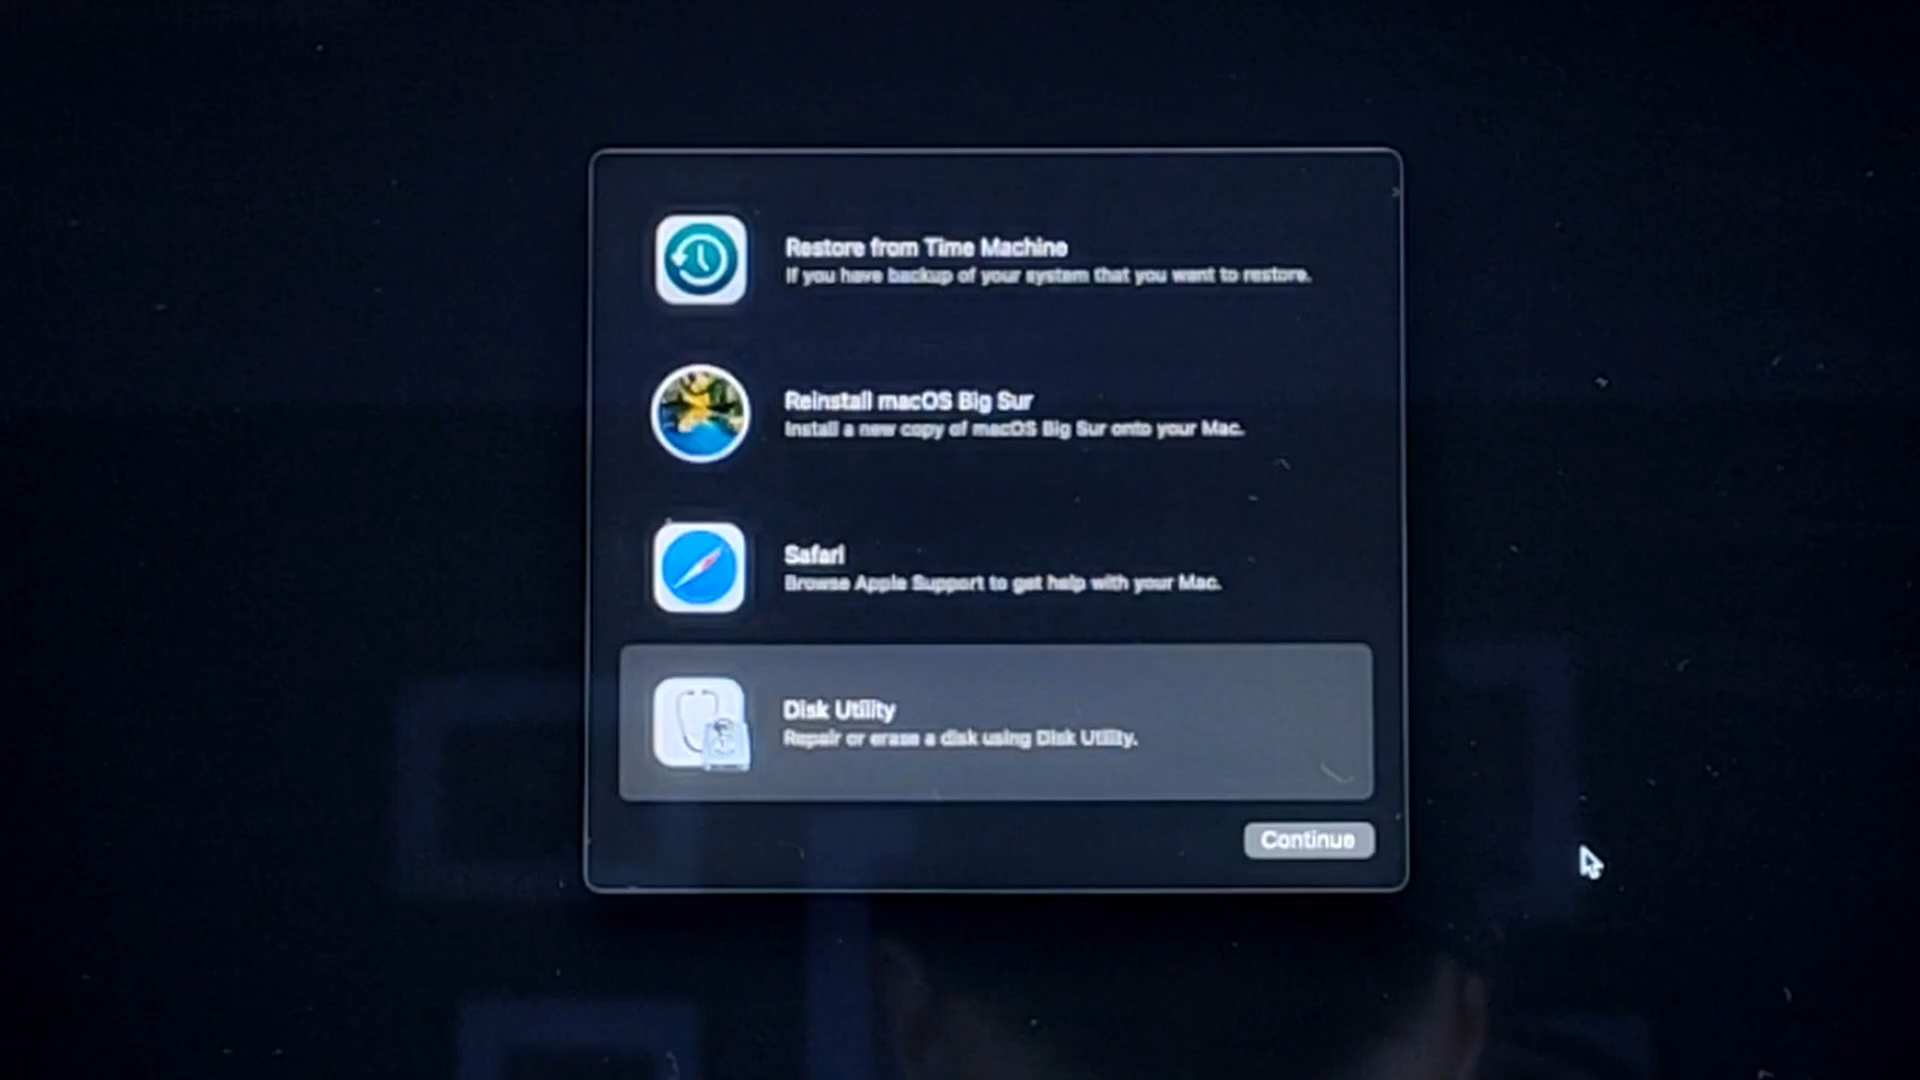 Restore from Time Machine
If you have backup of your system that you want to restore.
Reinstall macOS Big Sur
Install a new copy of macOS Big Sur onto your Mac.
Safari
Browse Apple Support to get help with your Mac.
Disk Utility
Repair or erase a disk using Disk Utility.
Continue